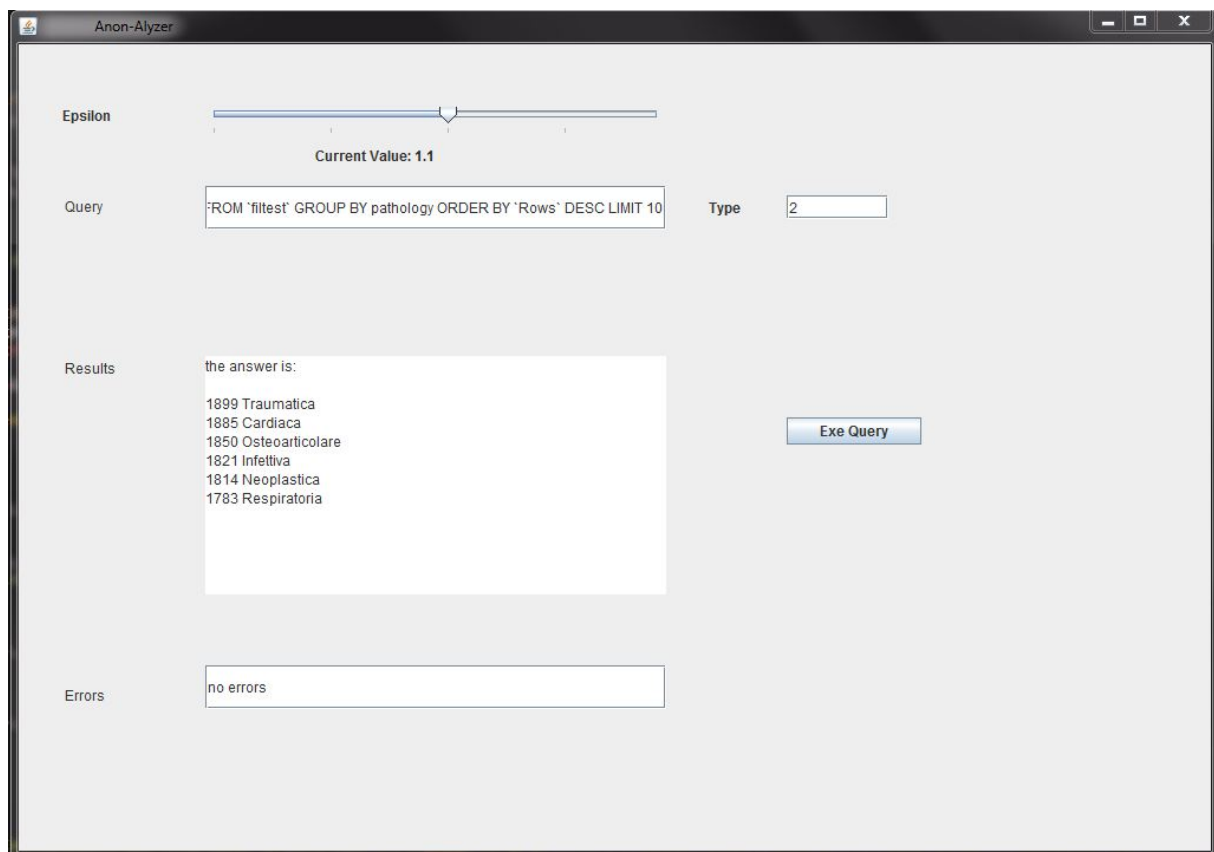 Anon-Alyzer
Epsilon
Current Value: 1.1
Query
FROM `filtest` GROUP BY pathology ORDER BY `Rows` DESC LIMIT 10
Type
2
Results
the answer is:
1899 Traumatica
1885 Cardiaca
1850 Osteoarticolare
1821 Infettiva
1814 Neoplastica
1783 Respiratoria
Exe Query
Errors
no errors